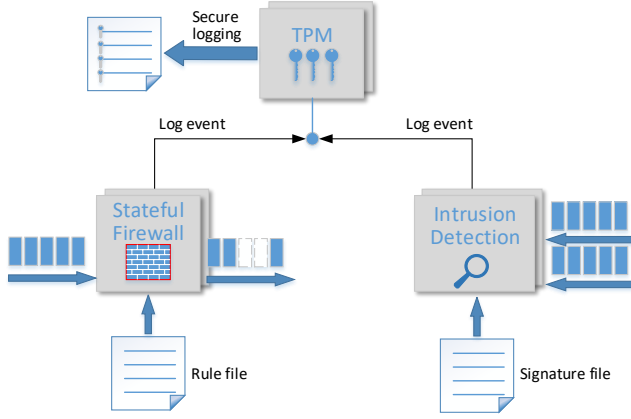 Secure
logging
TPM
Log event
Log event
Stateful
Firewall
Intrusion
Detection
Rule file
Signature file